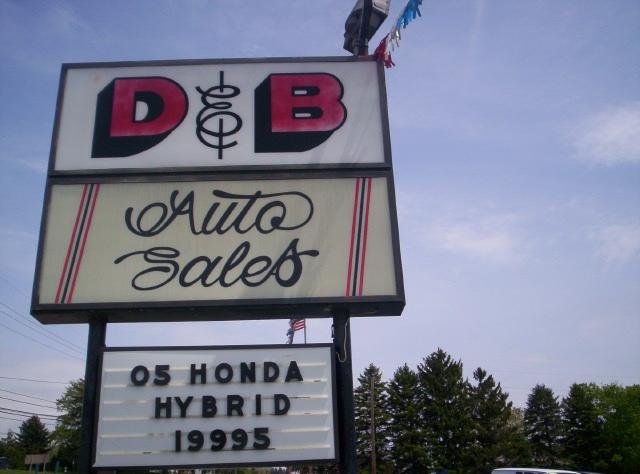 D & B
Auto
Sales
05 HONDA
HYBRID
19995